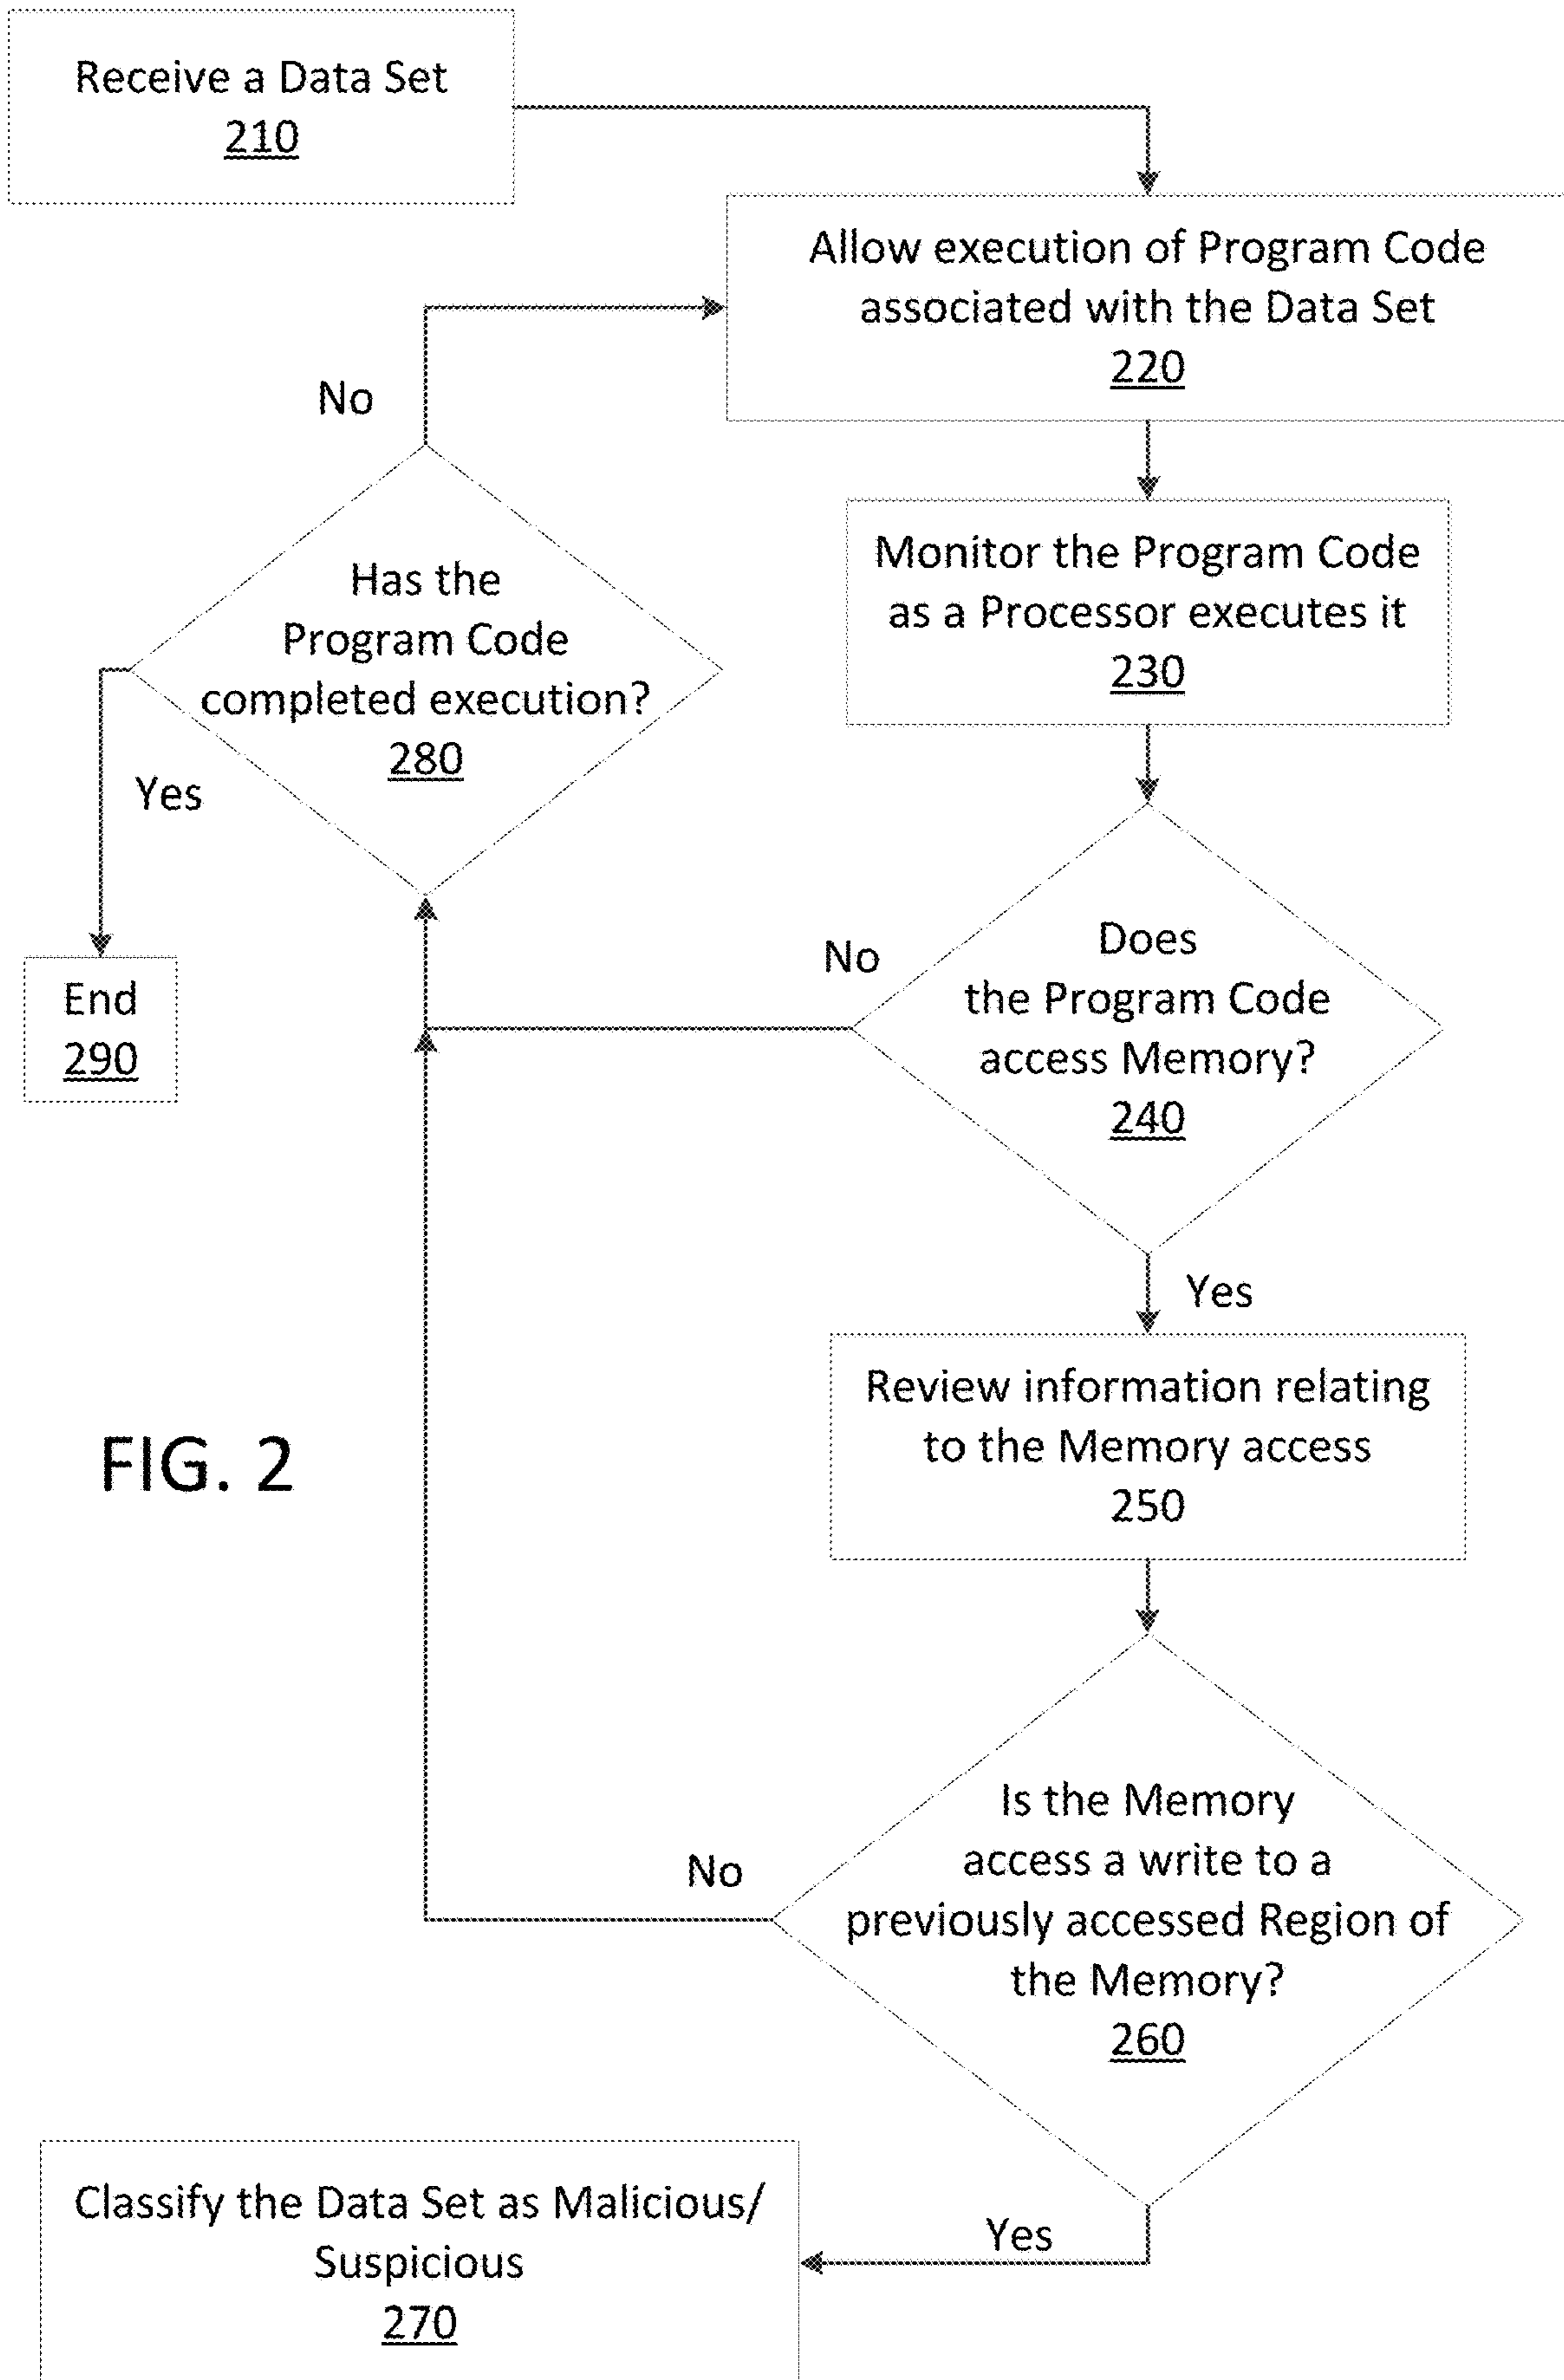 Receive a Data Set
210
Allow execution of Program Code
associated with the Data Set
220
No
Monitor the Program Code
as a Processor executes it
230
Has the
Program Code
completed execution?
280
Yes
End
290
No
Does
the Program Code
access Memory?
240
Yes
Review information relating
to the Memory access
250
FIG. 2
Is the Memory
access a write to a
previously accessed Region of
the Memory?
260
No
Yes
Classify the Data Set as Malicious/
Suspicious
270